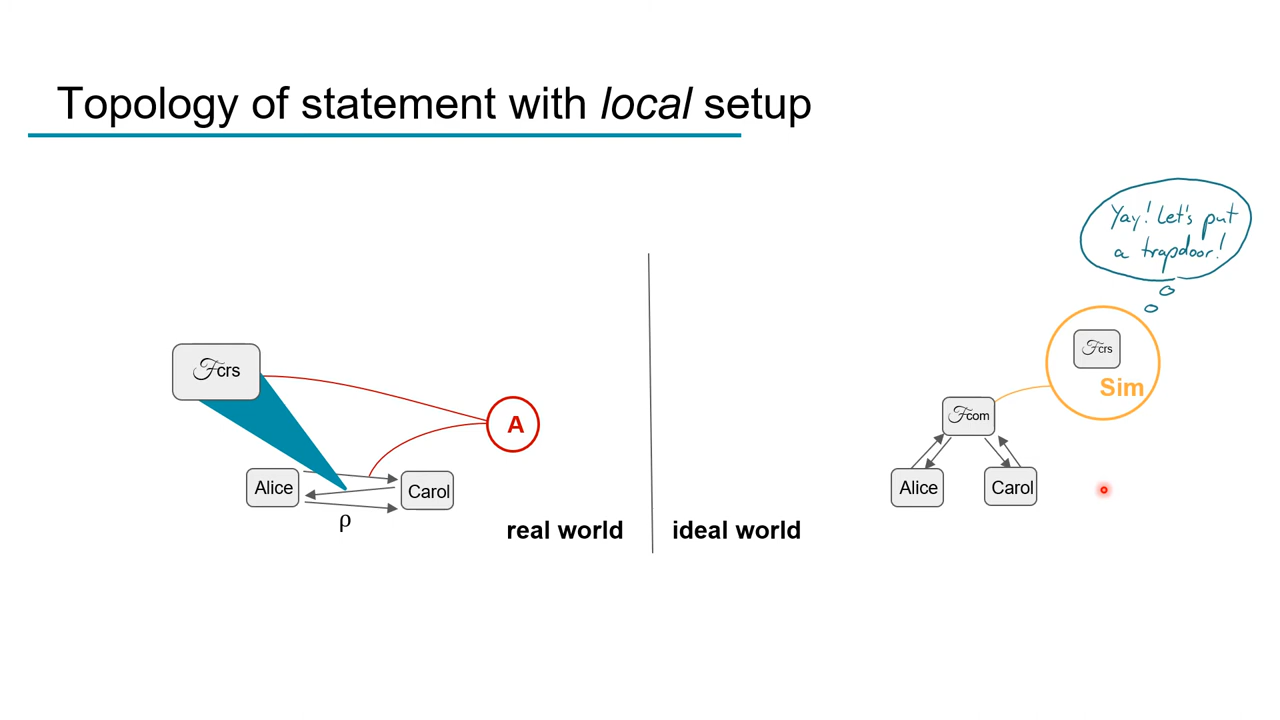 Topology of statement with local setup
Yay! Let's put
a trapdoor!
Fcrs
Fcrs
Sim
A
Fcom
Alice
Carol
Alice
Carol
ρ
real world
ideal world